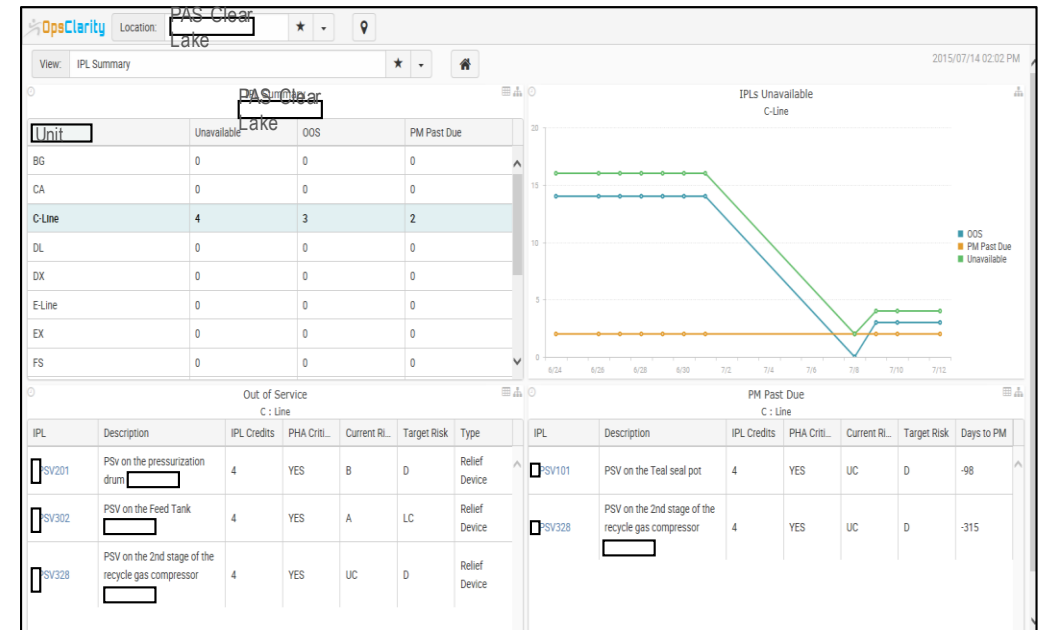 OpsClarity Location: PAS Clear Lake
View: IPL Summary
2015/07/14 02:02 PM
PAS Clear Lake
Unit Unavailable OOS PM Past Due
BG 0 0 0
CA 0 0 0
C-Line 4 3 2
DL 0 0 0
DX 0 0 0
E-Line 0 0 0
EX 0 0 0
FS 0 0 0
IPLs Unavailable
C-Line
20
15
10
5
0
6/24 6/26 6/28 6/30 7/2 7/4 7/6 7/8 7/10 7/12
OOS
PM Past Due
Unavailable
Out of Service
C : Line
IPL Description IPL Credits PHA Criti... Current Ri... Target Risk Type
PSV201 PSv on the pressurization drum 4 YES B D Relief Device
PSV302 PSV on the Feed Tank 4 YES A LC Relief Device
PSV328 PSV on the 2nd stage of the recycle gas compressor 4 YES UC D Relief Device
PM Past Due
C : Line
IPL Description IPL Credits PHA Criti... Current Ri... Target Risk Days to PM
PSV101 PSV on the Teal seal pot 4 YES UC D -98
PSV328 PSV on the 2nd stage of the recycle gas compressor 4 YES UC D -315